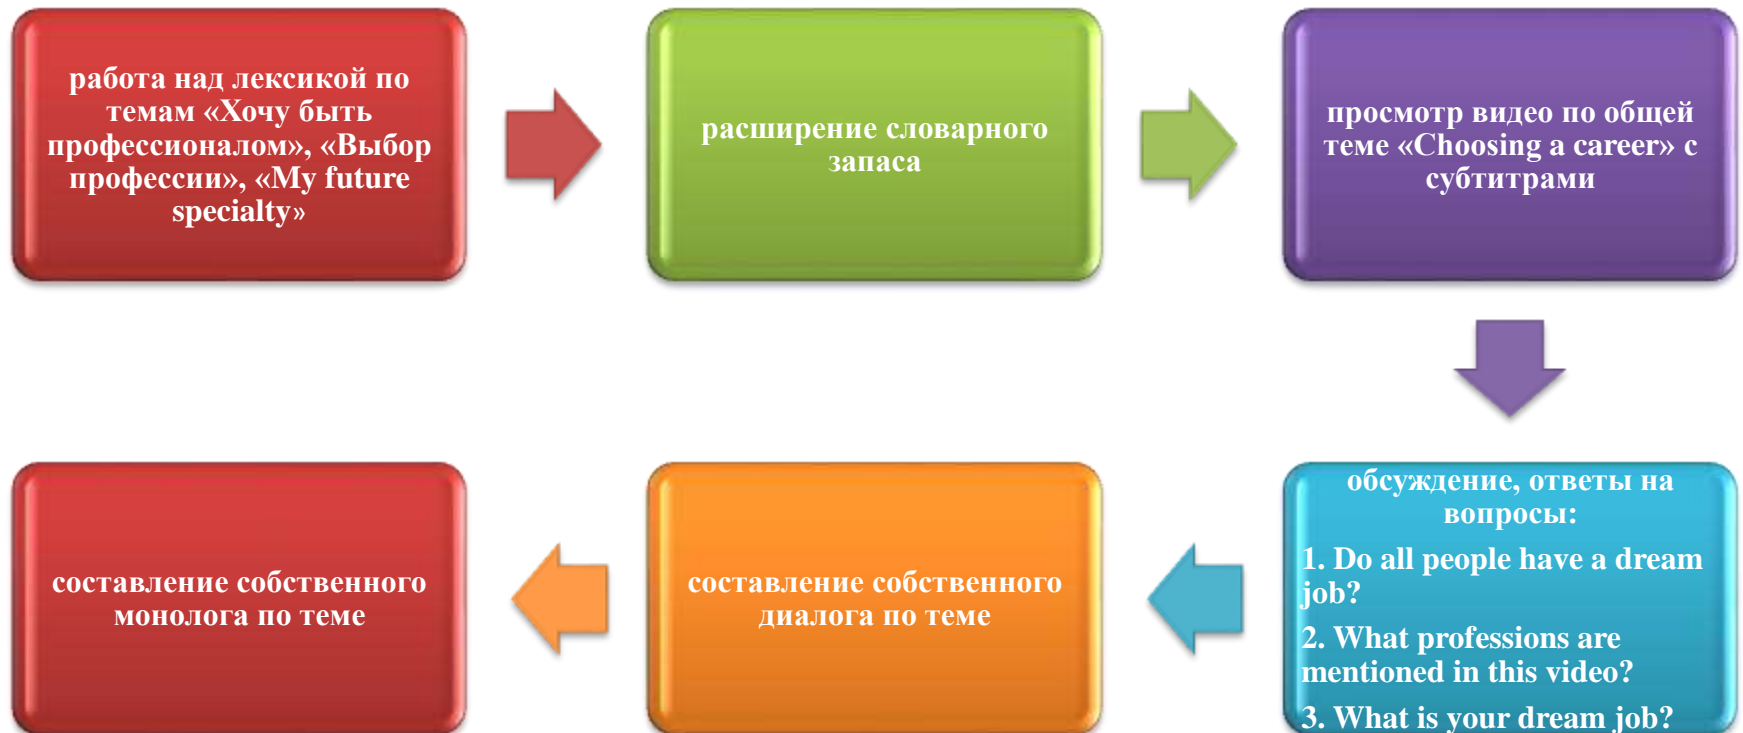 работа над лексикой по
темам «Хочу быть
профессионалом», «Выбор
профессии», «My future
specialty»
расширение словарного
запаса
просмотр видео по общей
теме «Choosing a career» с
субтитрами
обсуждение, ответы на
вопросы:
1. Do all people have a dream
job?
2. What professions are
mentioned in this video?
3. What is your dream job?
составление собственного
диалога по теме
составление собственного
монолога по теме